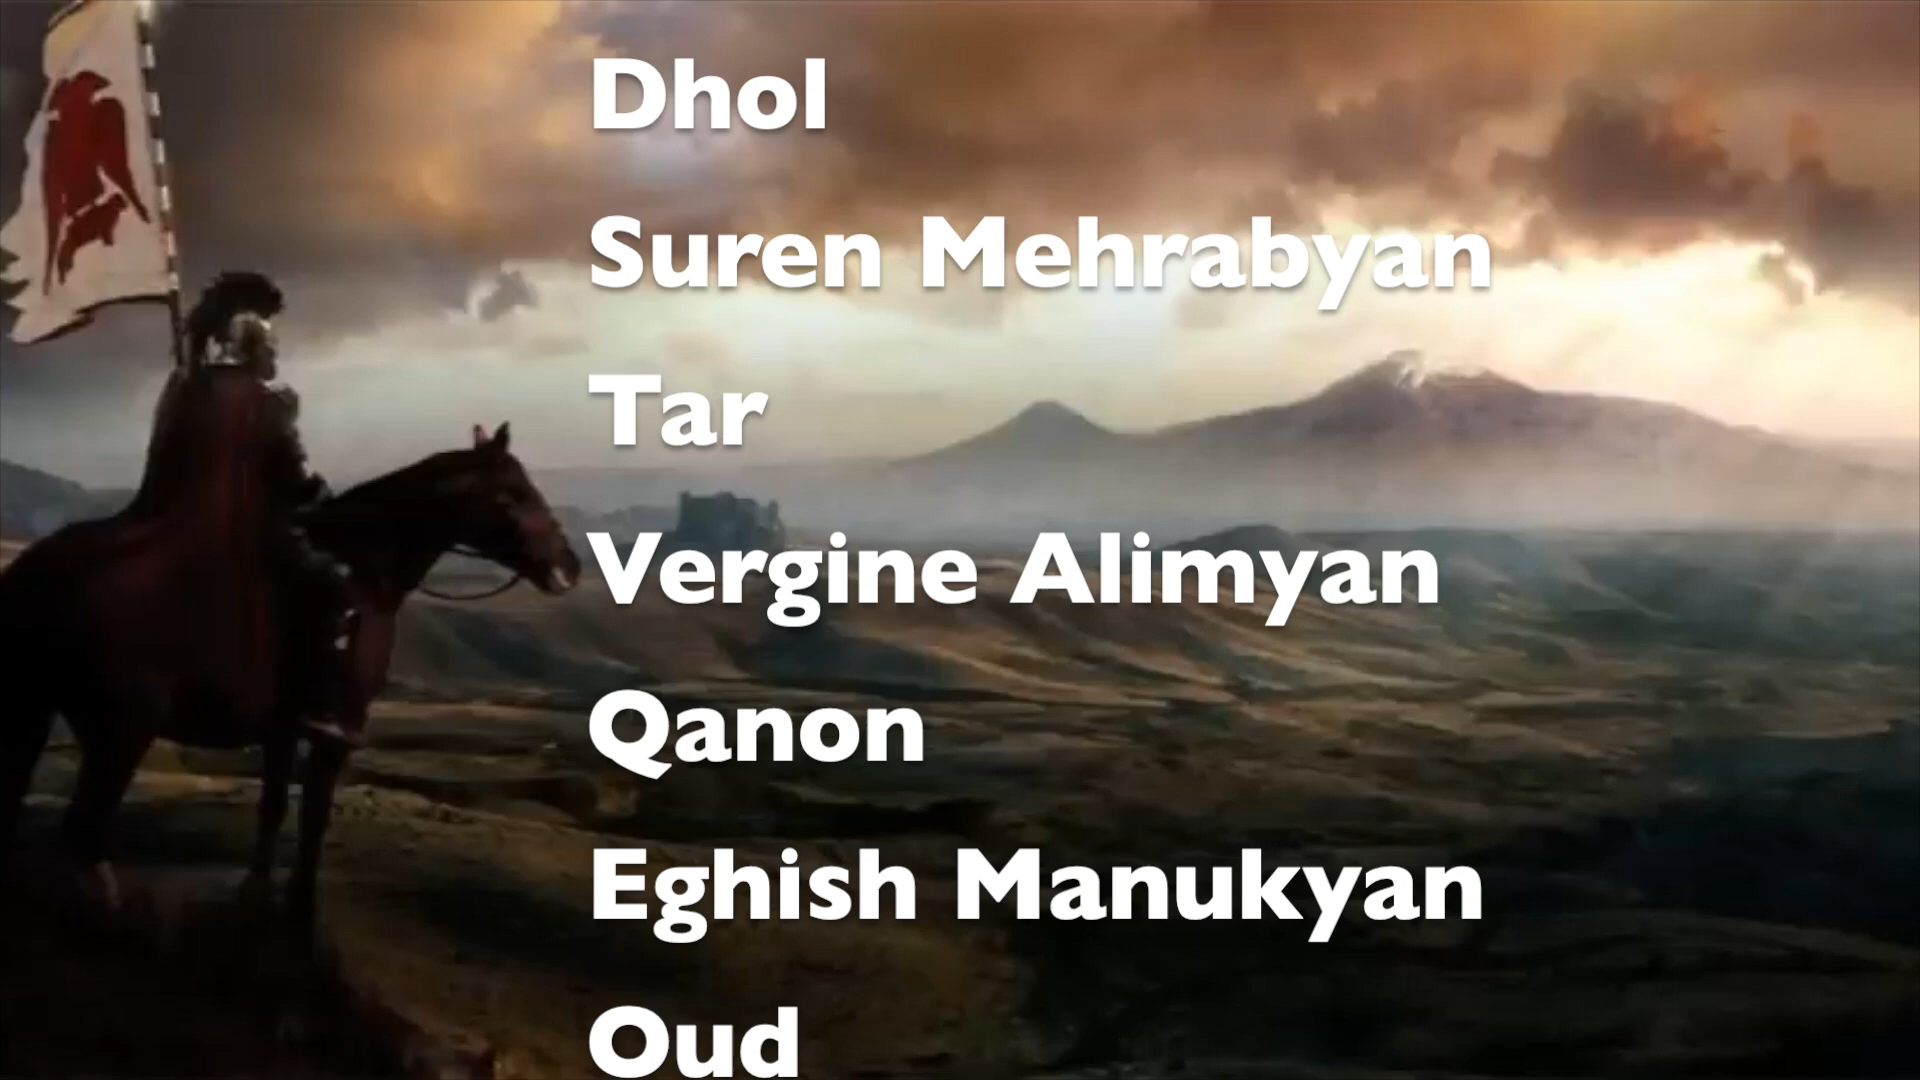 Dhol
Suren Mehrabyan
Tar
Vergine Alimyan
Qanon
Eghish Manukyan
Oud